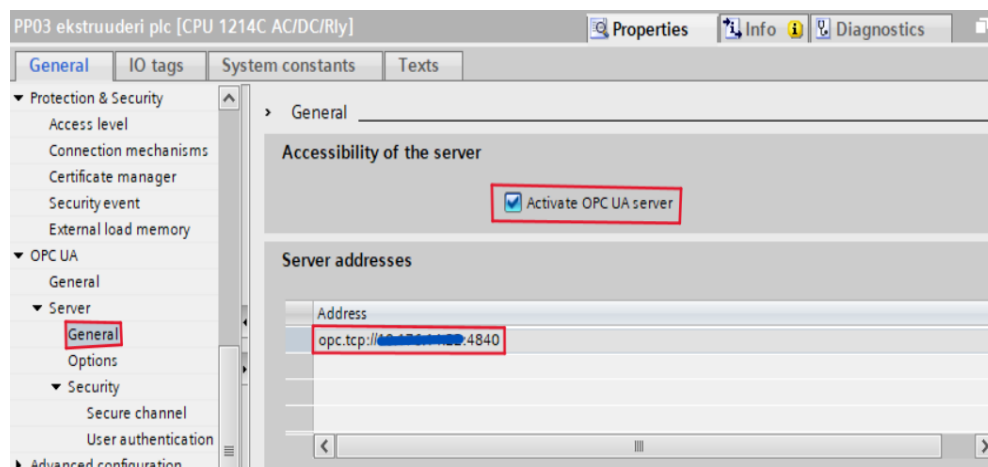 PP03 ekstruuderi plc [CPU 1214C AC/DC/Rly]
Properties
Info
Diagnostics
General
IO tags
System constants
Texts
Protection & Security
Access level
Connection mechanisms
Certificate manager
Security event
External load memory
OPC UA
General
Server
General
Options
Security
Secure channel
User authentication
Advanced configuration
General
Accessibility of the server
Activate OPC UA server
Server addresses
Address
opc.tcp:// :4840